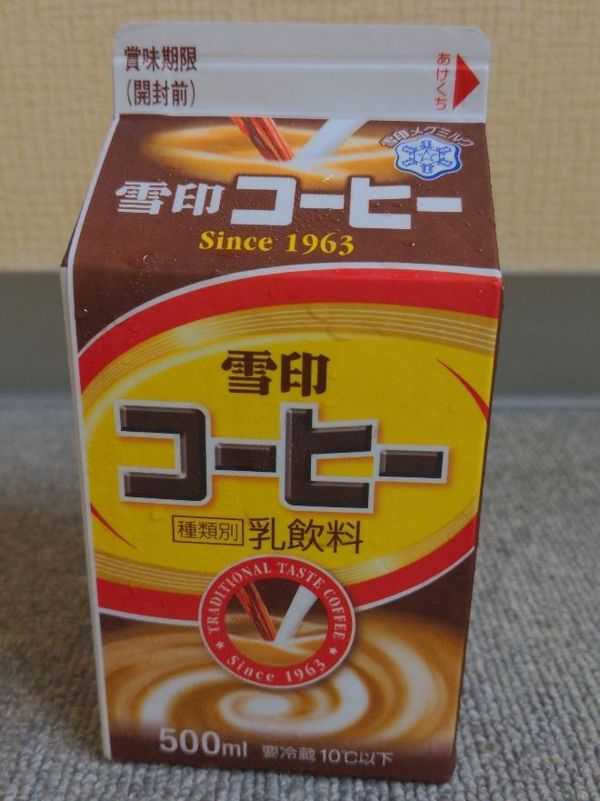 賞味期限
(開封前)
あけくち
雪印メグミルク
雪印コーヒー
Since 1963
雪印
コーヒー
種類別 乳飲料
TRADITIONAL TASTE COFFEE
Since 1963
500ml 要冷蔵10℃以下